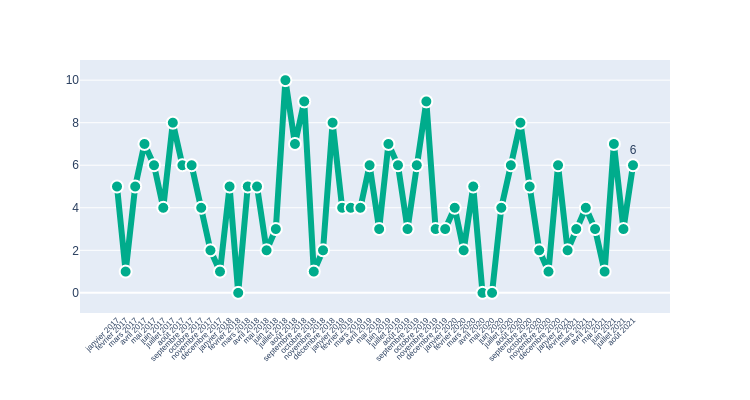 10
8
6
4
2
0
6
janvier 2017
février 2017
mars 2017
avril 2017
mai 2017
juin 2017
juillet 2017
août 2017
septembre 2017
octobre 2017
novembre 2017
décembre 2017
janvier 2018
février 2018
mars 2018
avril 2018
mai 2018
juin 2018
juillet 2018
août 2018
septembre 2018
octobre 2018
novembre 2018
décembre 2018
janvier 2019
février 2019
mars 2019
avril 2019
mai 2019
juin 2019
juillet 2019
août 2019
septembre 2019
octobre 2019
novembre 2019
décembre 2019
janvier 2020
février 2020
mars 2020
avril 2020
mai 2020
juin 2020
juillet 2020
août 2020
septembre 2020
octobre 2020
novembre 2020
décembre 2020
janvier 2021
février 2021
mars 2021
avril 2021
mai 2021
juin 2021
juillet 2021
août 2021